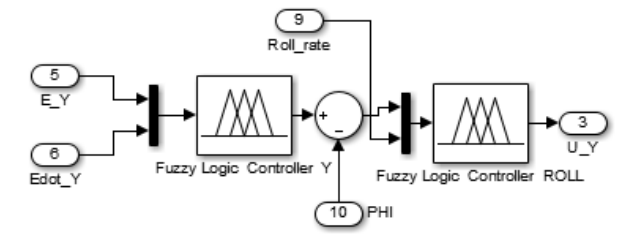 9
Roll_rate
5
E_Y
6
Edot_Y
Fuzzy Logic Controller Y
+
−
10
PHI
Fuzzy Logic Controller ROLL
3
U_Y